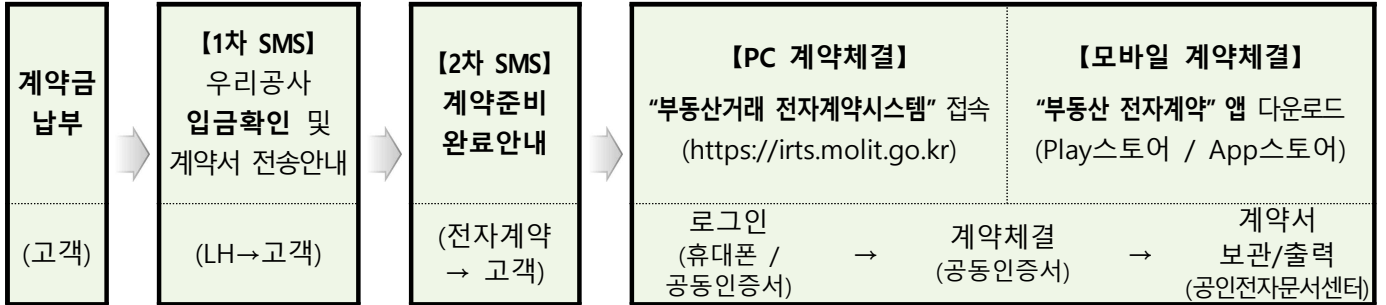 계약금
납부
(고객)
【1차 SMS】
우리공사
입금확인 및
계약서 전송안내
(LH→고객)
【2차 SMS】
계약준비
완료안내
(전자계약
→ 고객)
【PC 계약체결】
“부동산거래 전자계약시스템” 접속
(https://irts.molit.go.kr)
【모바일 계약체결】
“부동산 전자계약” 앱 다운로드
(Play스토어 / App스토어)
로그인
(휴대폰 /
공동인증서)
→
계약체결
(공동인증서)
→
계약서
보관/출력
(공인전자문서센터)